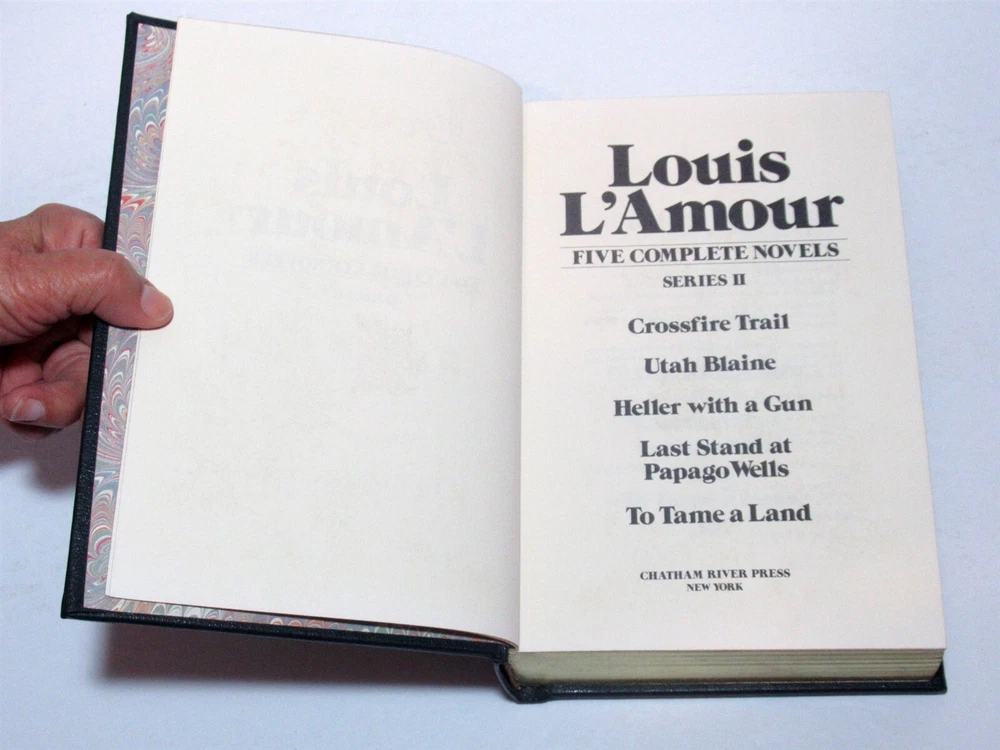 Louis
L'Amour
FIVE COMPLETE NOVELS
SERIES II
Crossfire Trail
Utah Blaine
Heller with a Gun
Last Stand at
Papago Wells
To Tame a Land
CHATHAM RIVER PRESS
NEW YORK